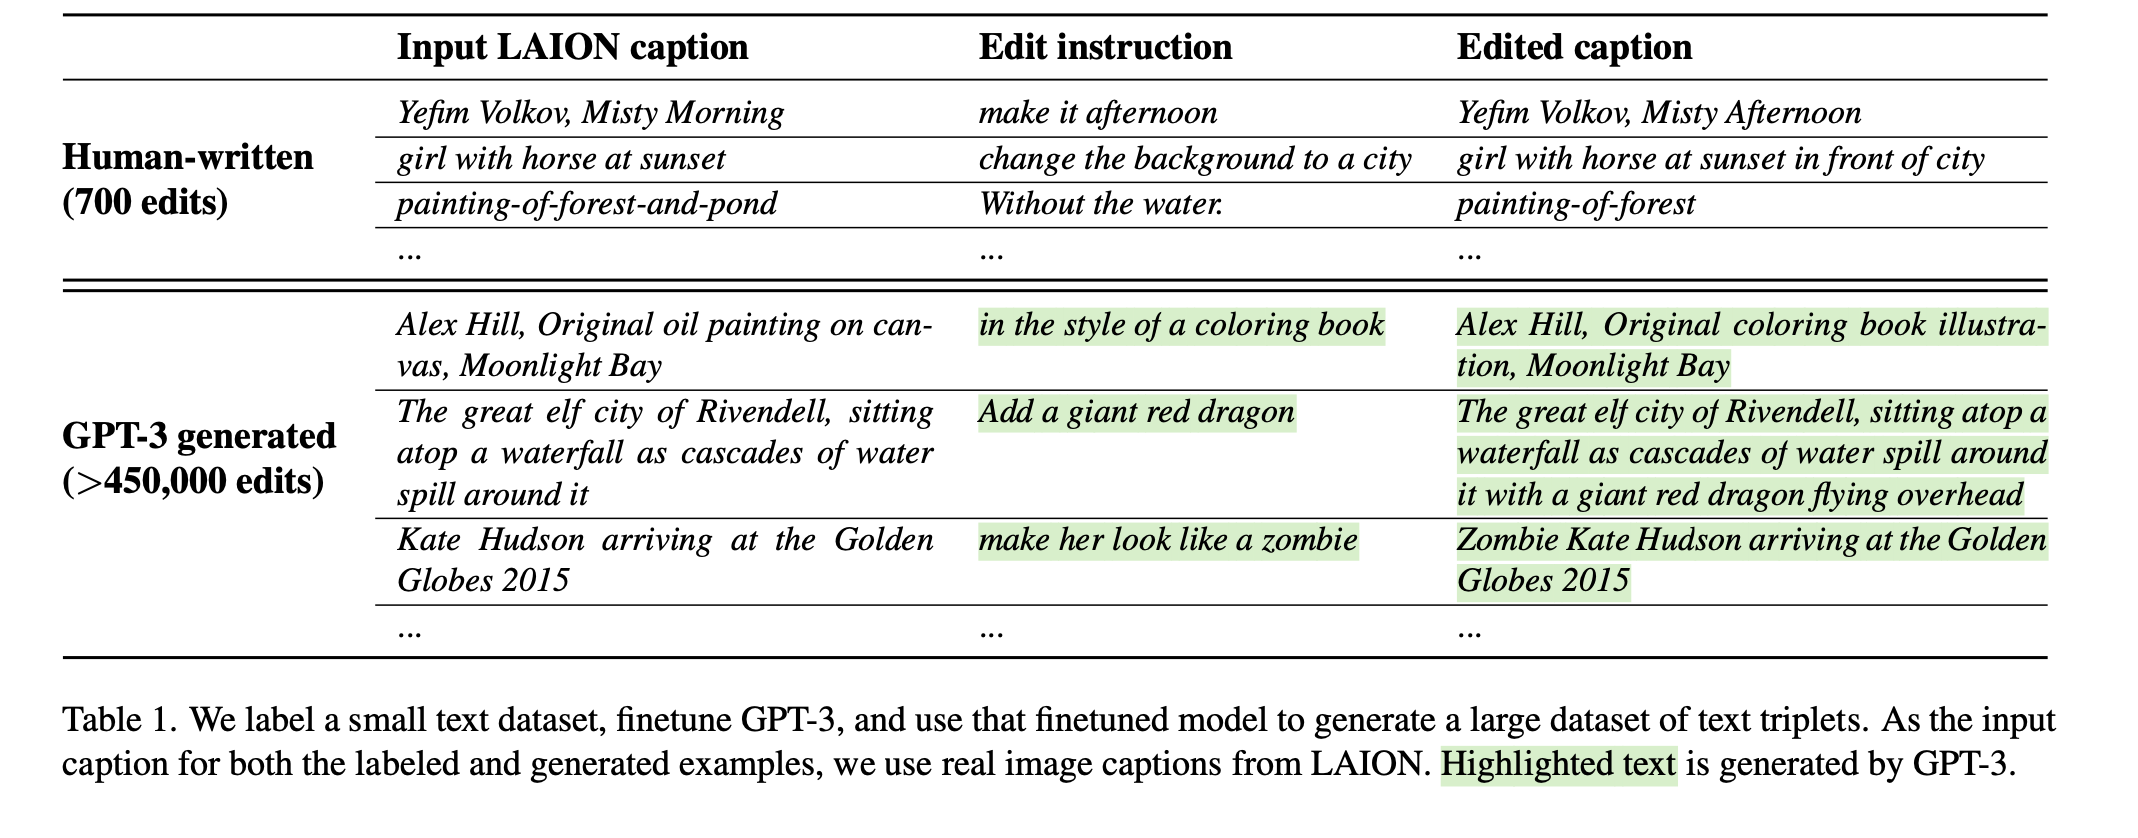 Input LAION caption Edit instruction Edited caption
Human-written
(700 edits)
Yefim Volkov, Misty Morning make it afternoon Yefim Volkov, Misty Afternoon
girl with horse at sunset change the background to a city girl with horse at sunset in front of city
painting-of-forest-and-pond Without the water. painting-of-forest
... ... ...
GPT-3 generated
(>450,000 edits)
Alex Hill, Original oil painting on can- in the style of a coloring book Alex Hill, Original coloring book illustra-
vas, Moonlight Bay tion, Moonlight Bay
The great elf city of Rivendell, sitting Add a giant red dragon The great elf city of Rivendell, sitting atop a
atop a waterfall as cascades of water waterfall as cascades of water spill around
spill around it it with a giant red dragon flying overhead
Kate Hudson arriving at the Golden make her look like a zombie Zombie Kate Hudson arriving at the Golden
Globes 2015 Globes 2015
... ... ...
Table 1. We label a small text dataset, finetune GPT-3, and use that finetuned model to generate a large dataset of text triplets. As the input
caption for both the labeled and generated examples, we use real image captions from LAION. Highlighted text is generated by GPT-3.